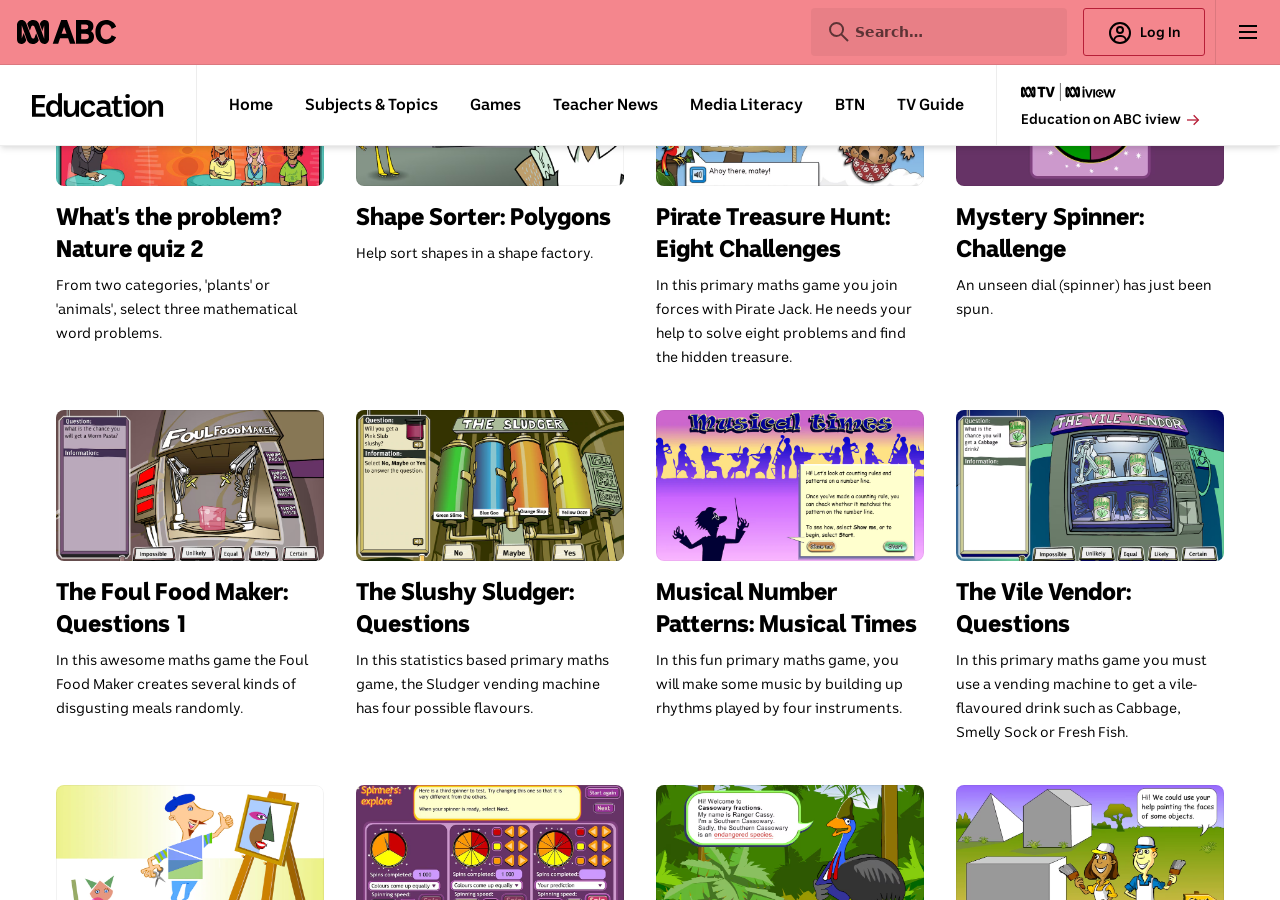 ABC
Search...
Log In
Education
Home
Subjects & Topics
Games
Teacher News
Media Literacy
BTN
TV Guide
TV
iview
Education on ABC iview
Ahoy there, matey!
What's the problem?
Nature quiz 2
From two categories, 'plants' or
'animals', select three mathematical
word problems.
Shape Sorter: Polygons
Help sort shapes in a shape factory.
Pirate Treasure Hunt:
Eight Challenges
In this primary maths game you join
forces with Pirate Jack. He needs your
help to solve eight problems and find
the hidden treasure.
Mystery Spinner:
Challenge
An unseen dial (spinner) has just been
spun.
Question:
What is the chance you
will get a Worm Pasta?
Information:
FOUL FOOD MAKER
Impossible
Unlikely
Equal
Likely
Certain
Question:
Will you get a
Pink Slub
slushy?
Information:
Select No, Maybe or Yes
to answer the question.
THE SLUDGER
Green Slime
Blue Goo
Orange Slop
Yellow Ooze
No
Maybe
Yes
Musical times
Hi! Let's look at counting rules and
patterns on a number line.
Once you've made a counting rule, you
can check whether it matches the
pattern on the number line.
To see how, select Show me, or to
begin, select Start.
Show me
Start
THE VILE VENDOR
Question:
What is the
chance you will
get a Cabbage
drink?
Information:
Impossible
Unlikely
Equal
Likely
Certain
The Foul Food Maker:
Questions 1
In this awesome maths game the Foul
Food Maker creates several kinds of
disgusting meals randomly.
The Slushy Sludger:
Questions
In this statistics based primary maths
game, the Sludger vending machine
has four possible flavours.
Musical Number
Patterns: Musical Times
In this fun primary maths game, you
will make some music by building up
rhythms played by four instruments.
The Vile Vendor:
Questions
In this primary maths game you must
use a vending machine to get a vile-
flavoured drink such as Cabbage,
Smelly Sock or Fresh Fish.
Spinners:
explore
Here is a third spinner to test. Try changing this one so that it is
very different from the others.
When your spinner is ready, select Next.
Start again
Next
Spins completed: 1 000
Spins completed: 1 000
Spins completed:
Colours come up equally
Colours come up equally
Your prediction
Spinning speed:
Spinning speed:
Spinning speed:
Hi! Welcome to
Cassowary fractions.
My name is Ranger Cassy.
I'm a Southern Cassowary.
Sadly, the Southern Cassowary
is an endangered species.
Hi! We could use your
help painting the faces
of some objects.
Start